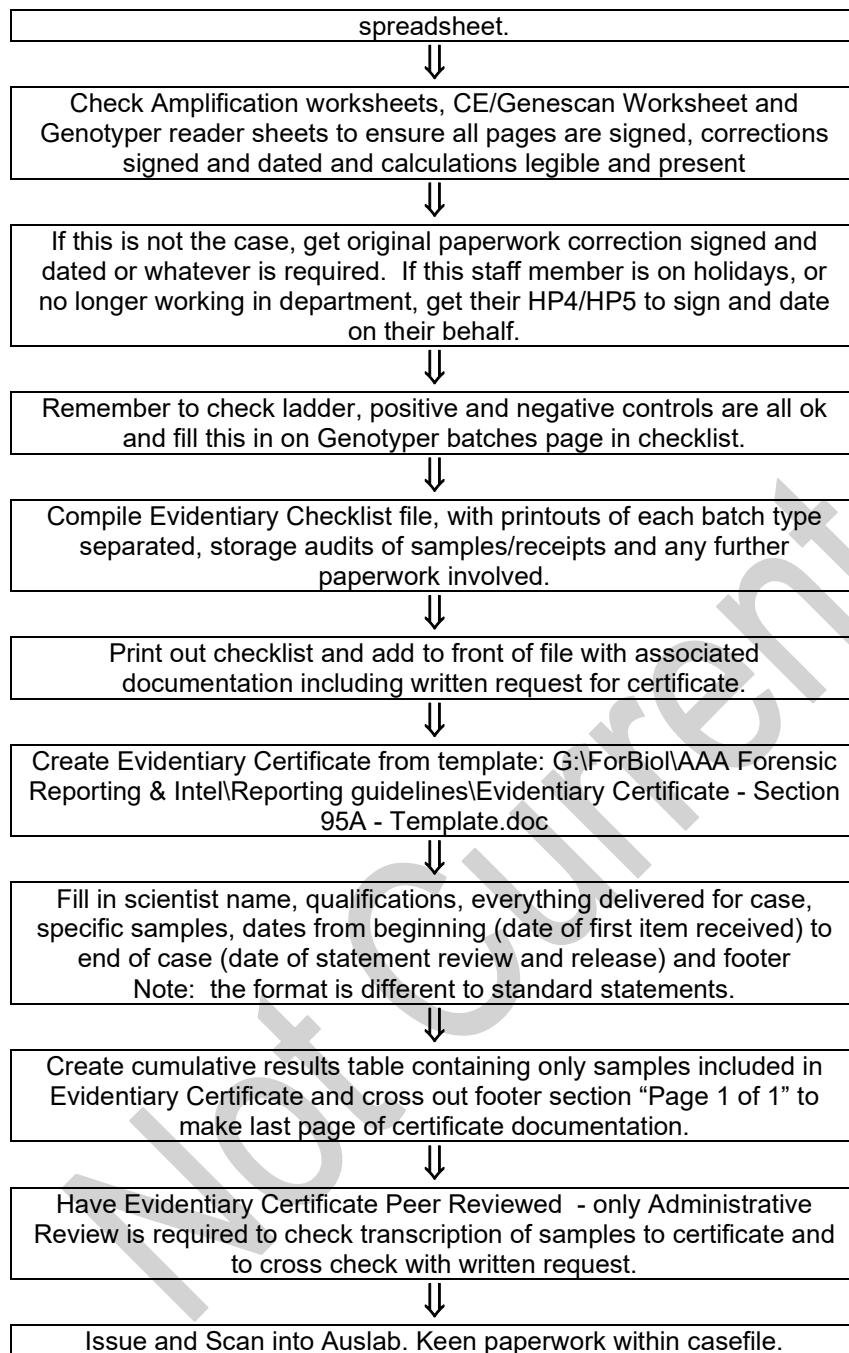 spreadsheet.
⇓
Check Amplification worksheets, CE/Genescan Worksheet and
Genotyper reader sheets to ensure all pages are signed, corrections
signed and dated and calculations legible and present
⇓
If this is not the case, get original paperwork correction signed and
dated or whatever is required.  If this staff member is on holidays, or
no longer working in department, get their HP4/HP5 to sign and date
on their behalf.
⇓
Remember to check ladder, positive and negative controls are all ok
and fill this in on Genotyper batches page in checklist.
⇓
Compile Evidentiary Checklist file, with printouts of each batch type
separated, storage audits of samples/receipts and any further
paperwork involved.
⇓
Print out checklist and add to front of file with associated
documentation including written request for certificate.
⇓
Create Evidentiary Certificate from template: G:\ForBiol\AAA Forensic
Reporting & Intel\Reporting guidelines\Evidentiary Certificate - Section
95A - Template.doc
⇓
Fill in scientist name, qualifications, everything delivered for case,
specific samples, dates from beginning (date of first item received) to
end of case (date of statement review and release) and footer
Note:  the format is different to standard statements.
⇓
Create cumulative results table containing only samples included in
Evidentiary Certificate and cross out footer section “Page 1 of 1” to
make last page of certificate documentation.
⇓
Have Evidentiary Certificate Peer Reviewed  - only Administrative
Review is required to check transcription of samples to certificate and
to cross check with written request.
⇓
Issue and Scan into Auslab. Keen paperwork within casefile.
Not Current